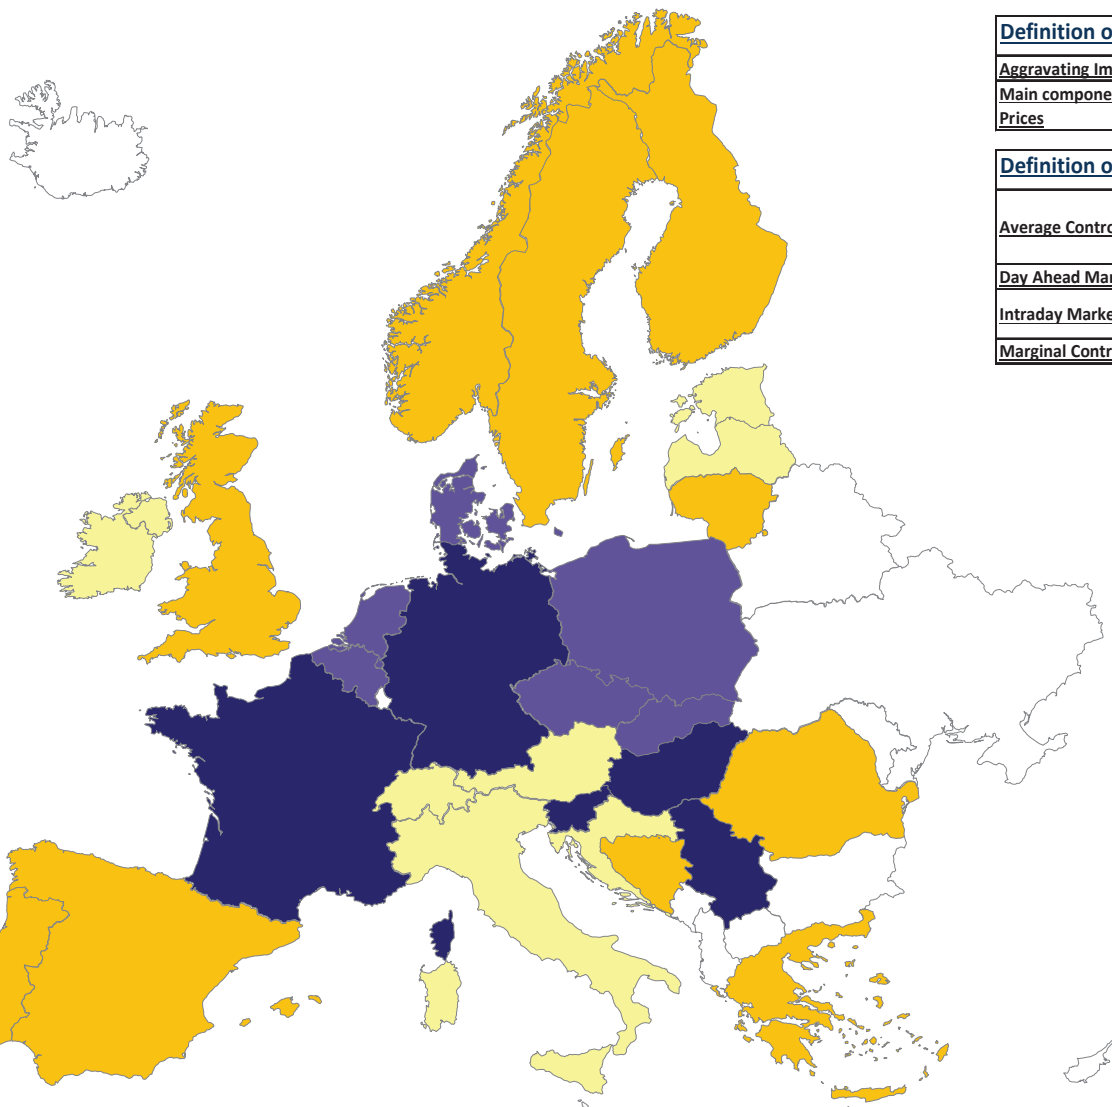 Definition o
Aggravating Im
Main compone
Prices
Definition o
Average Contro
Day Ahead Mar
Intraday Marke
Marginal Contr